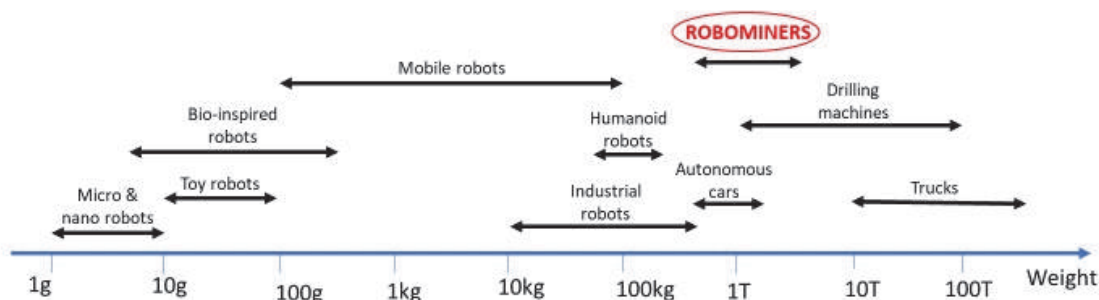 ROBOMINERS
Mobile robots
Drilling
machines
Bio-inspired
robots
Humanoid
robots
Autonomous
cars
Toy robots
Industrial
robots
Trucks
Micro &
nano robots
1g 10g 100g 1kg 10kg 100kg 1T 10T 100T Weight